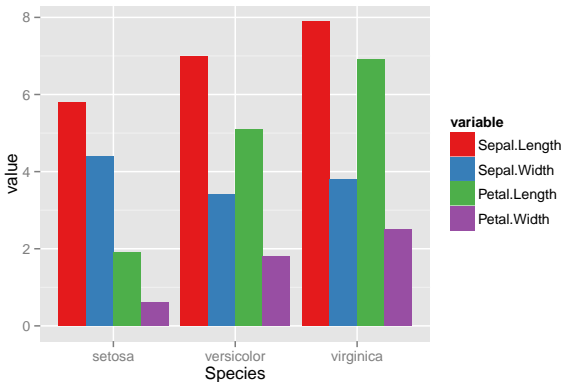 8
6
4
2
0
value
setosa
versicolor
virginica
Species
variable
Sepal.Length
Sepal.Width
Petal.Length
Petal.Width